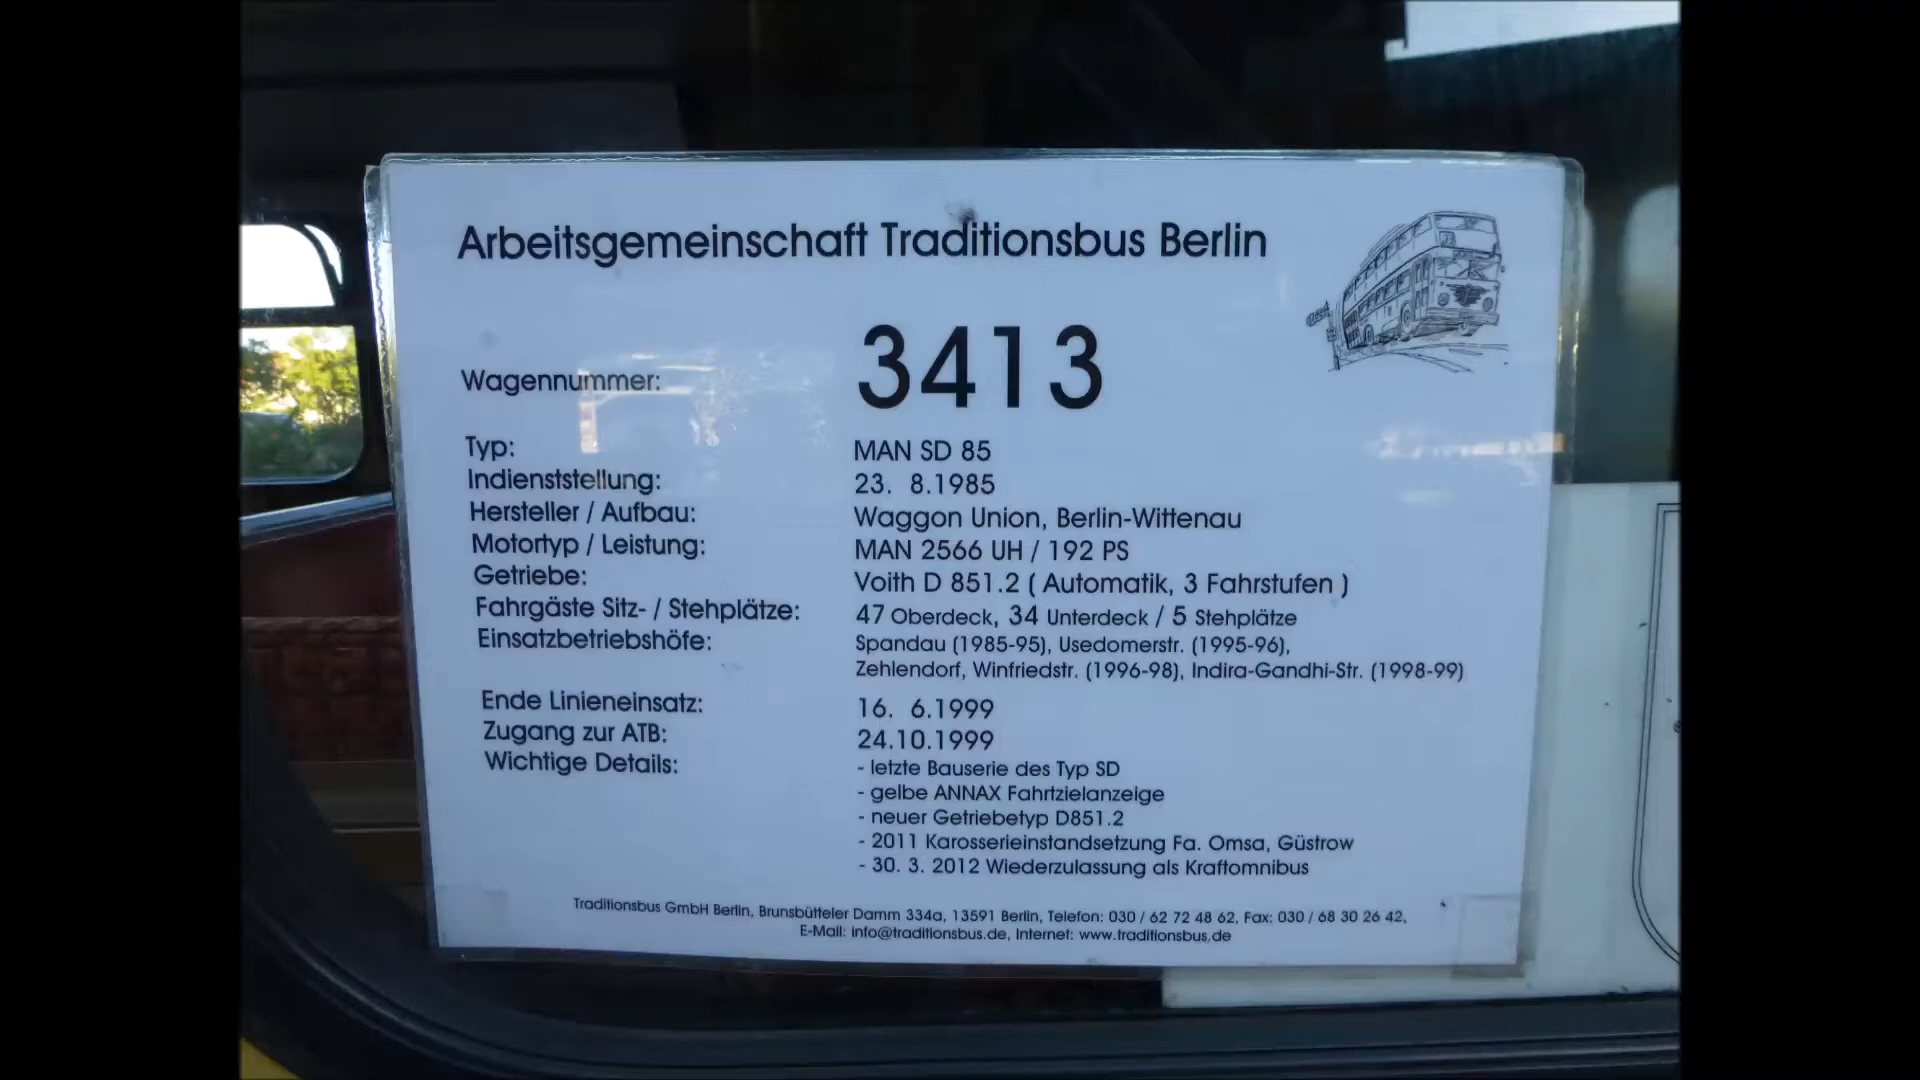 Arbeitsgemeinschaft Traditionsbus Berlin
Wagennummer: 3413
Typ: MAN SD 85
Indienststellung: 23. 8.1985
Hersteller / Aufbau: Waggon Union, Berlin-Wittenau
Motortyp / Leistung: MAN 2566 UH / 192 PS
Getriebe: Voith D 851.2 ( Automatik, 3 Fahrstufen )
Fahrgäste Sitz- / Stehplätze: 47 Oberdeck, 34 Unterdeck / 5 Stehplätze
Einsatzbetriebshöfe: Spandau (1985-95), Usedomerstr. (1995-96),
Zehlendorf, Winfriedstr. (1996-98), Indira-Gandhi-Str. (1998-99)
Ende Linieneinsatz: 16. 6.1999
Zugang zur ATB: 24.10.1999
Wichtige Details: - letzte Bauserie des Typ SD
- gelbe ANNAX Fahrtzielanzeige
- neuer Getriebetyp D851.2
- 2011 Karosserieinstandsetzung Fa. Omsa, Güstrow
- 30. 3. 2012 Wiederzulassung als Kraftomnibus
Traditionsbus GmbH Berlin, Brunsbütteler Damm 334a, 13591 Berlin, Telefon: 030 / 62 72 48 62, Fax: 030 / 68 30 26 42,
E-Mail: info@traditionsbus.de, Internet: www.traditionsbus.de